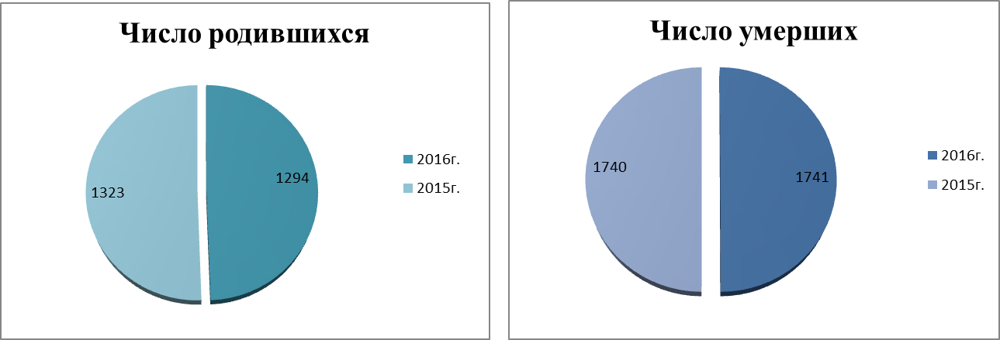 Число родившихся
1323
1294
2016г.
2015г.
Число умерших
1740
1741
2016г.
2015г.